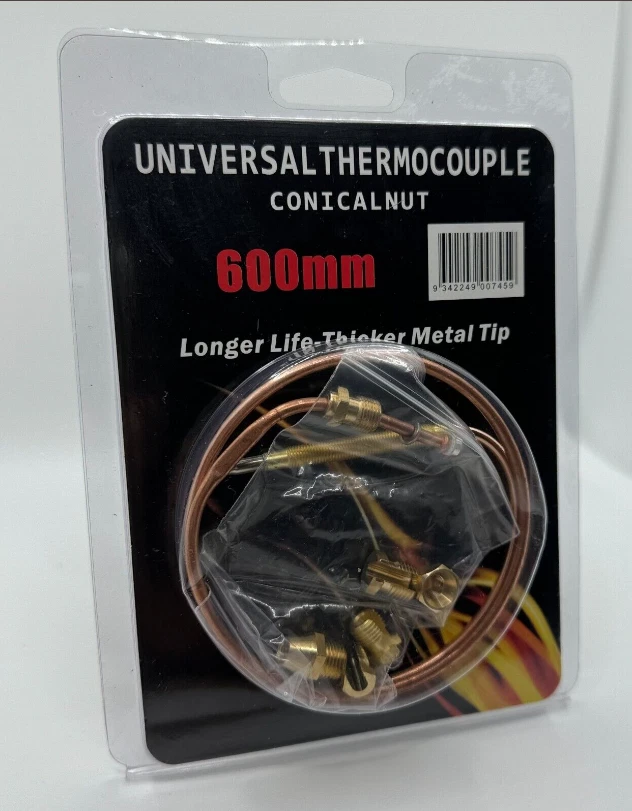 UNIVERSALTHERMOCOUPLE
CONICALNUT
600mm
9 342249 007459
Longer Life-Thicker Metal Tip